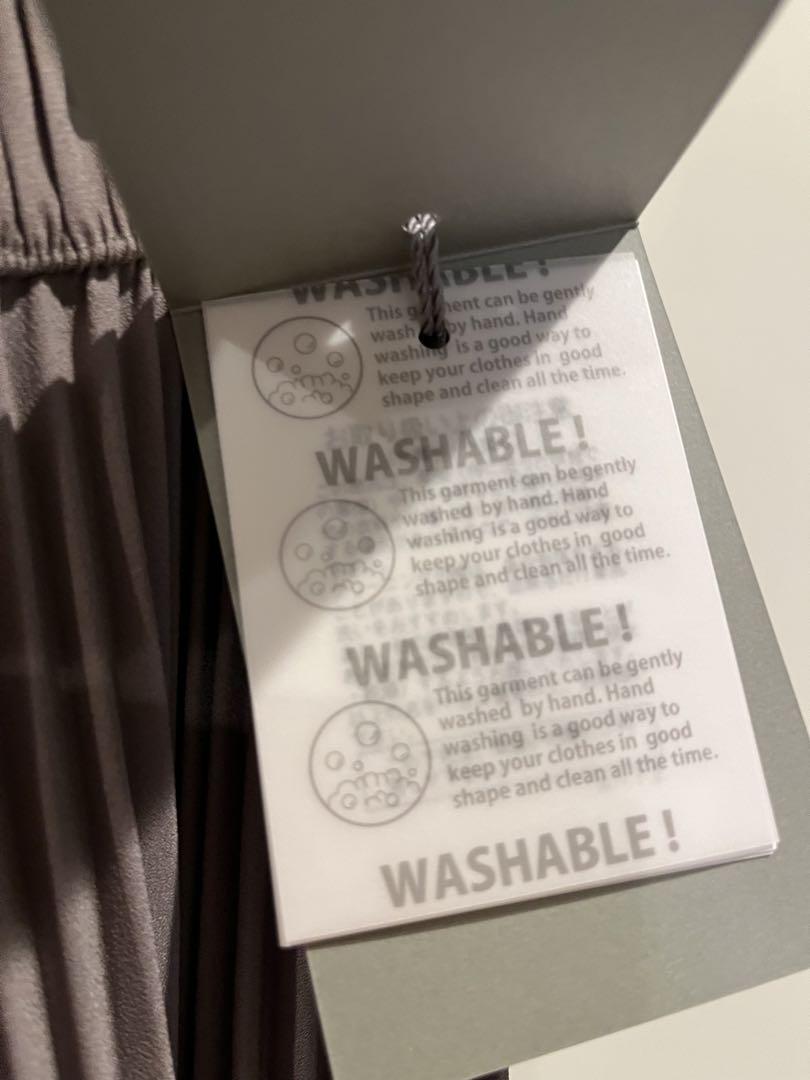 WASHABLE!
This garment can be gently
wash by hand. Hand
washing is a good way to
keep your clothes in good
shape and clean all the time.
WASHABLE!
This garment can be gently
washed by hand. Hand
washing is a good way to
keep your clothes in good
shape and clean all the time.
WASHABLE!
This garment can be gently
washed by hand. Hand
washing is a good way to
keep your clothes in good
shape and clean all the time.
WASHABLE!